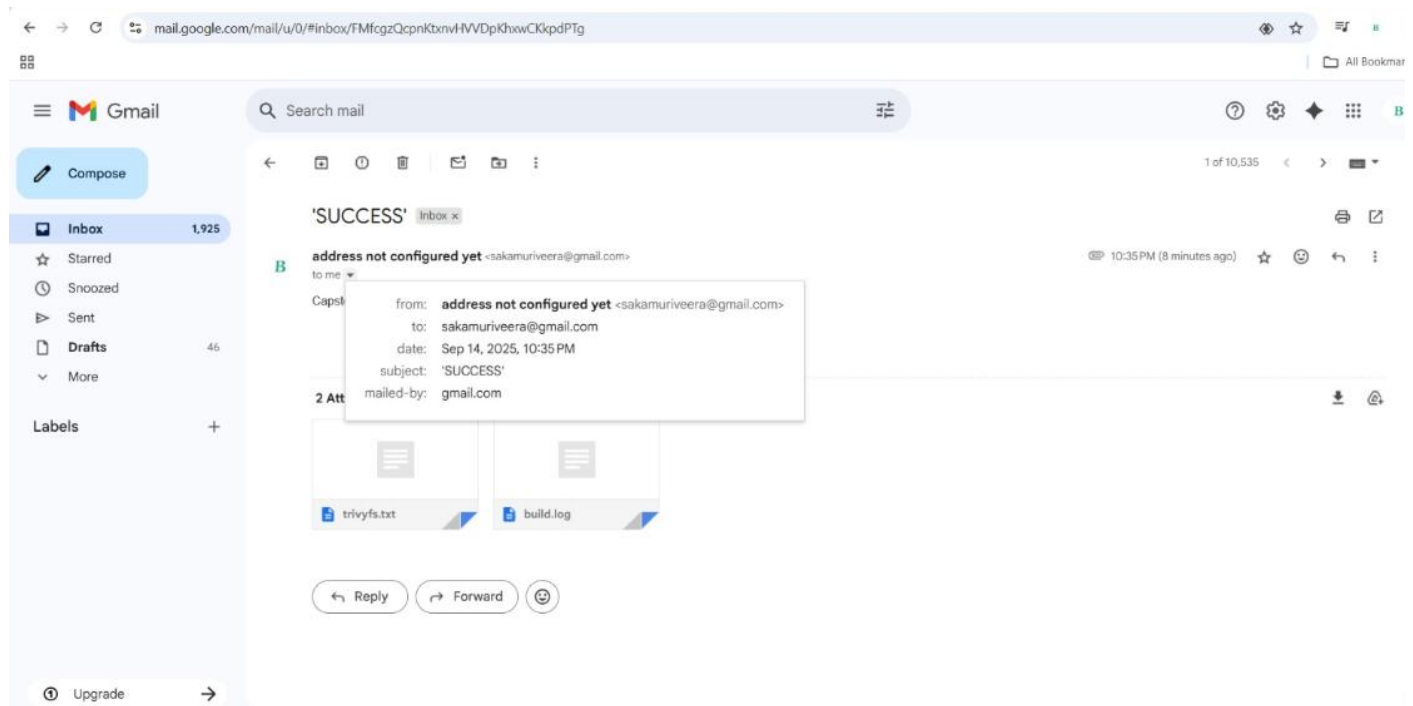 mail.google.com/mail/u/0/#inbox/FMfcgzQcpnKtxnvHVVDpKhxwCKkpdPTg
All Bookmar
Gmail
Search mail
B
Compose
1 of 10,535
'SUCCESS' Inbox x
Inbox 1,925
Starred
Snoozed
Sent
Drafts 46
More
Labels
B
address not configured yet <sakamuriveera@gmail.com>
10:35 PM (8 minutes ago)
to me
Capst
from: address not configured yet <sakamuriveera@gmail.com>
to: sakamuriveera@gmail.com
date: Sep 14, 2025, 10:35 PM
subject: 'SUCCESS'
mailed-by: gmail.com
2 Att
trivyfs.txt
build.log
Reply
Forward
Upgrade